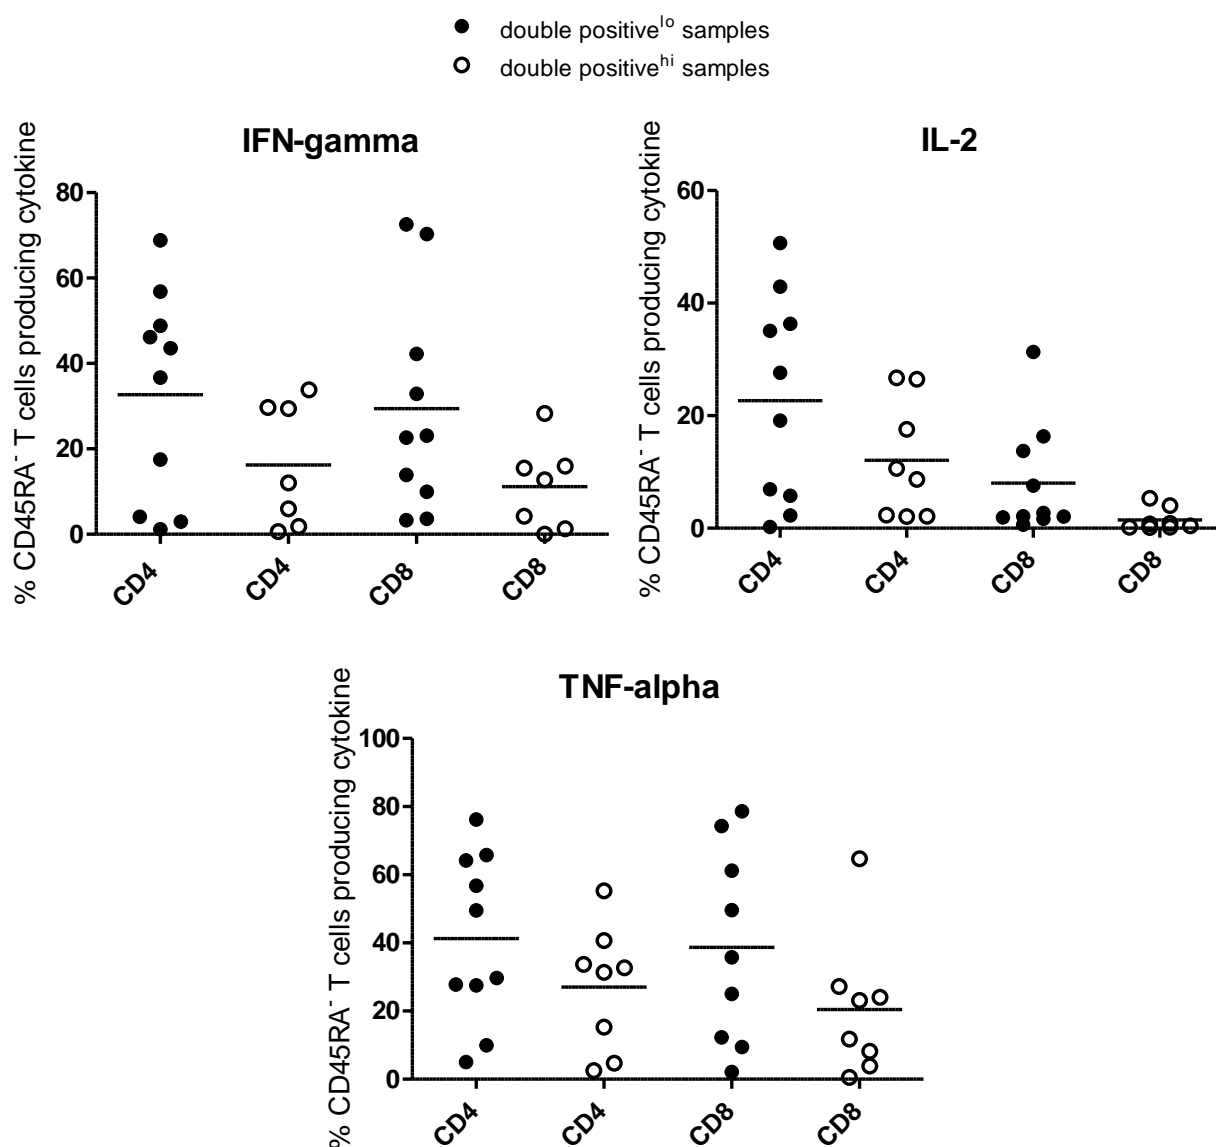 double positive^lo samples
double positive^hi samples
IFN-gamma
% CD45RA⁻ T cells producing cytokine
80
60
40
20
0
CD4
CD4
CD8
CD8
IL-2
% CD45RA⁻ T cells producing cytokine
60
40
20
0
CD4
CD4
CD8
CD8
TNF-alpha
% CD45RA⁻ T cells producing cytokine
100
80
60
40
20
0
CD4
CD4
CD8
CD8